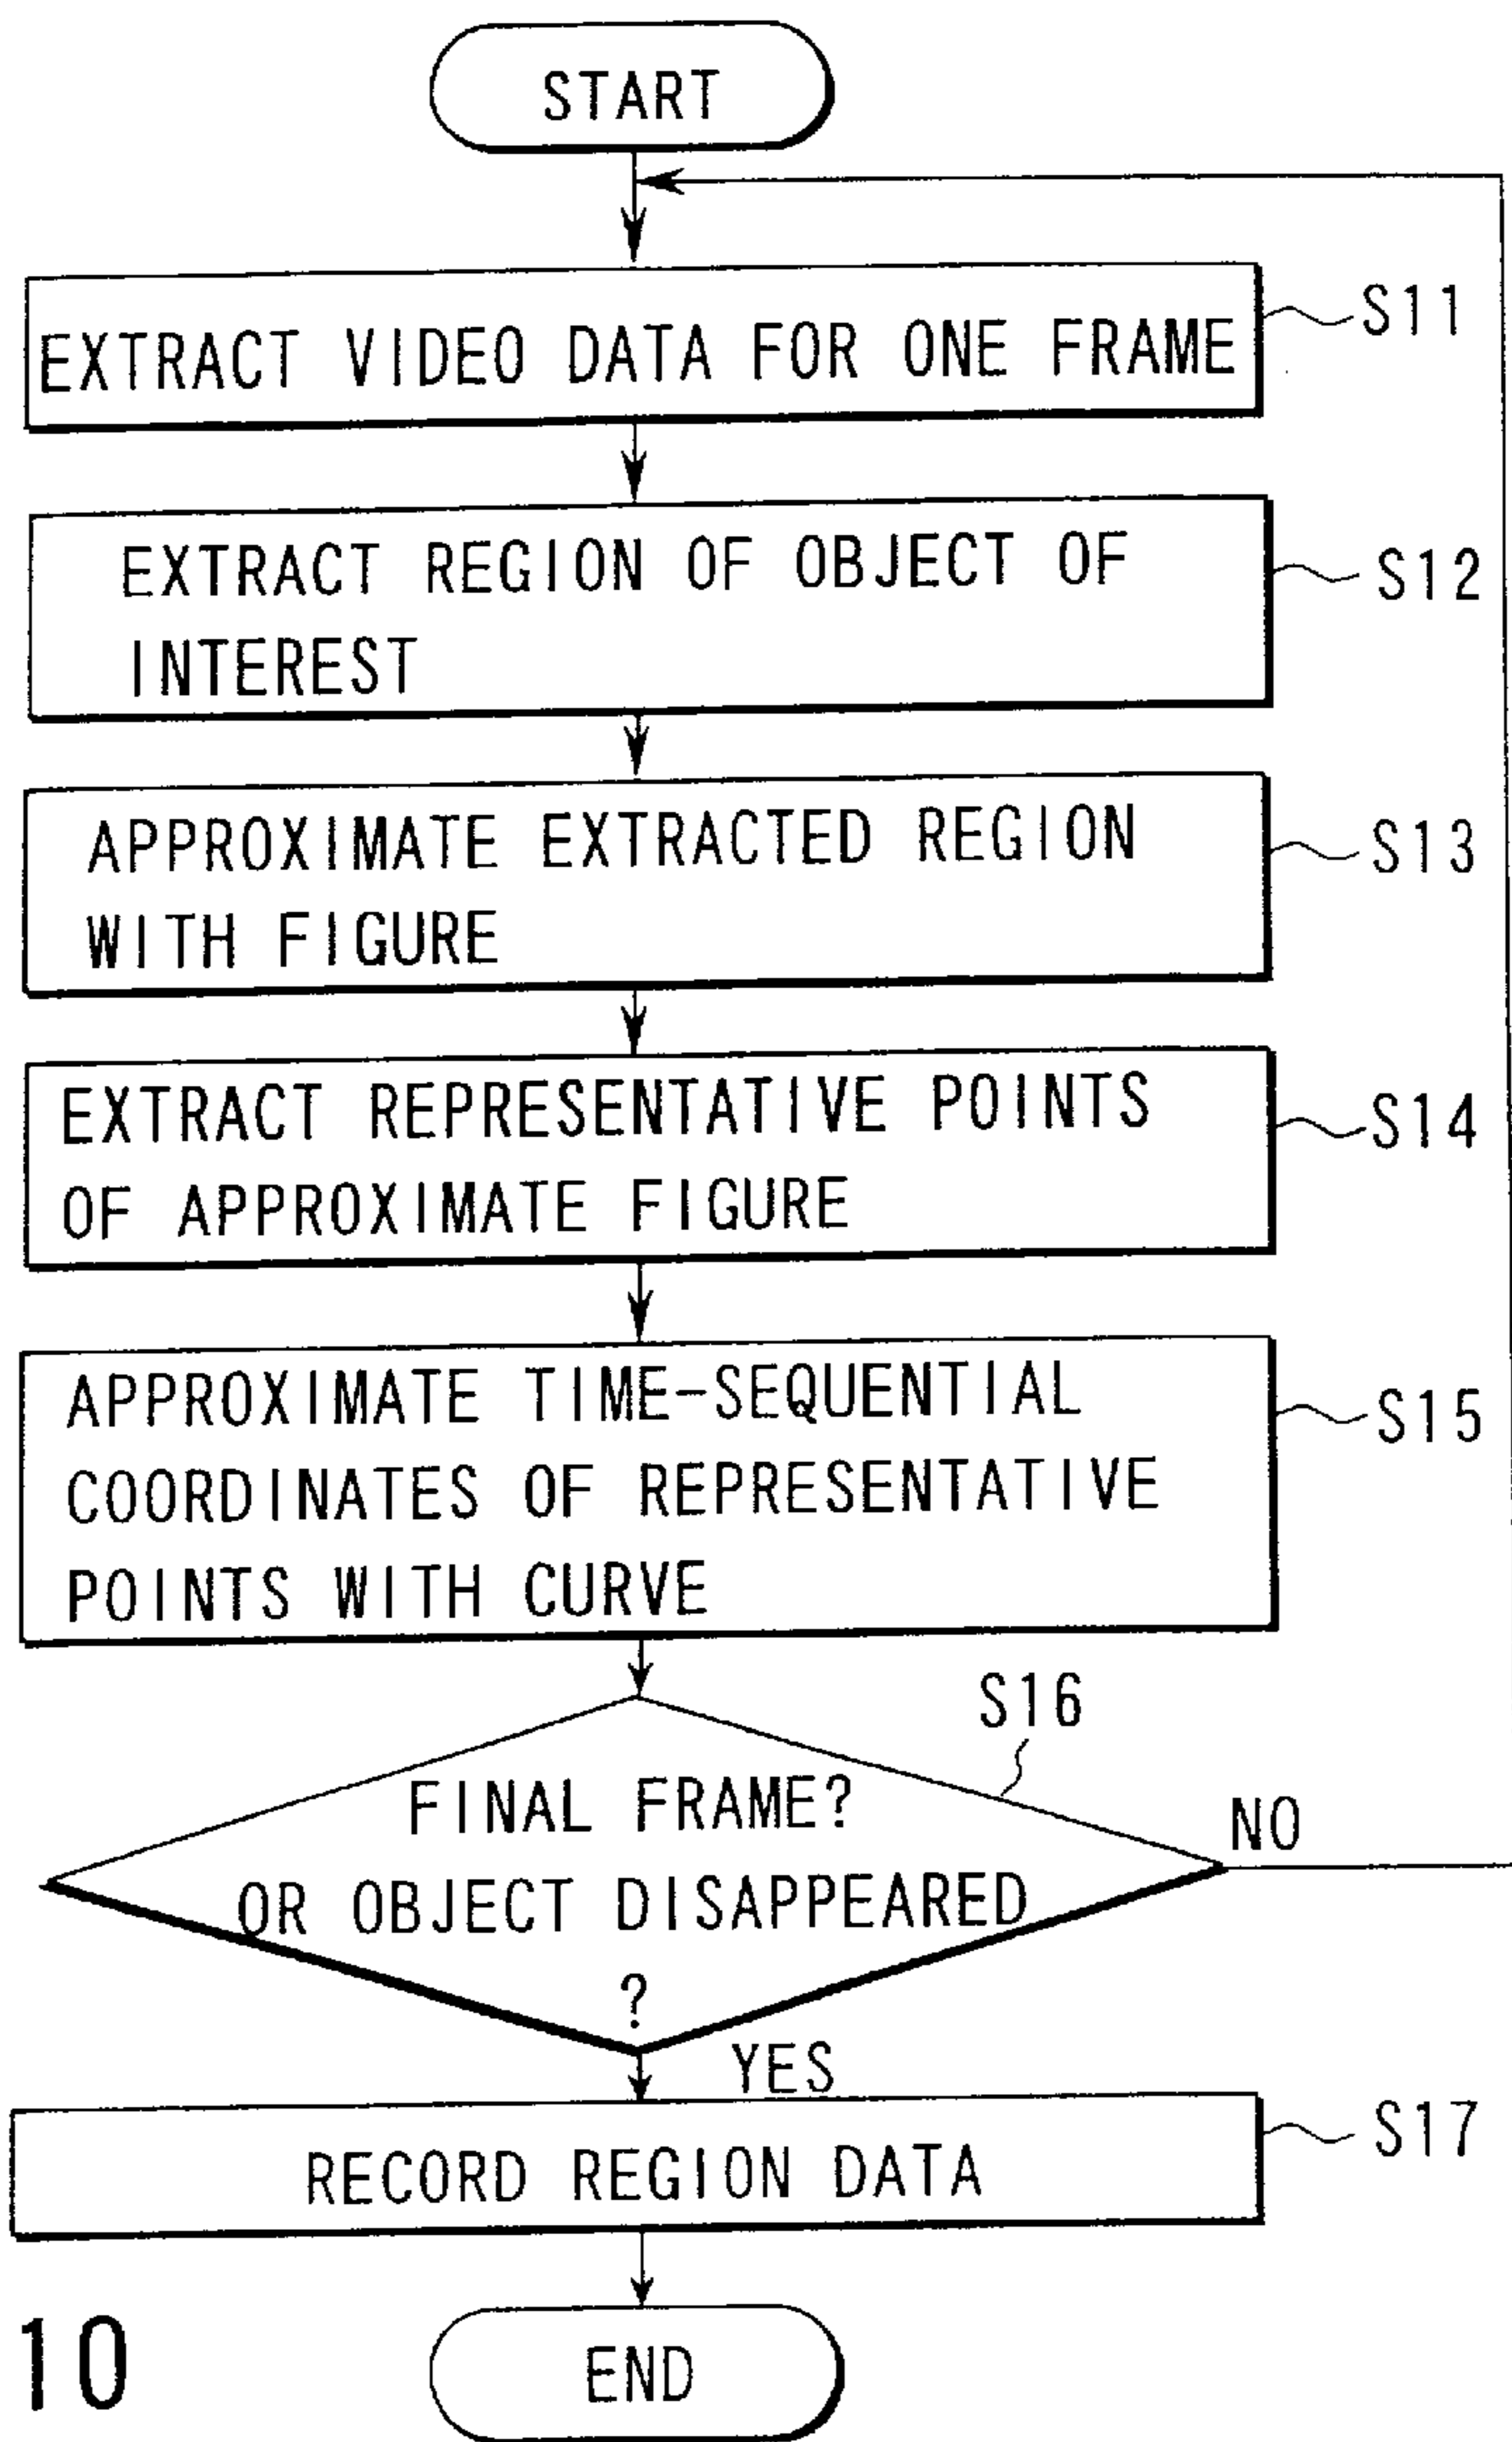 START
EXTRACT VIDEO DATA FOR ONE FRAME
S11
EXTRACT REGION OF OBJECT OF
INTEREST
S12
APPROXIMATE EXTRACTED REGION
WITH FIGURE
S13
EXTRACT REPRESENTATIVE POINTS
OF APPROXIMATE FIGURE
S14
APPROXIMATE TIME-SEQUENTIAL
COORDINATES OF REPRESENTATIVE
POINTS WITH CURVE
S15
S16
FINAL FRAME?
OR OBJECT DISAPPEARED
?
NO
YES
RECORD REGION DATA
S17
END
10